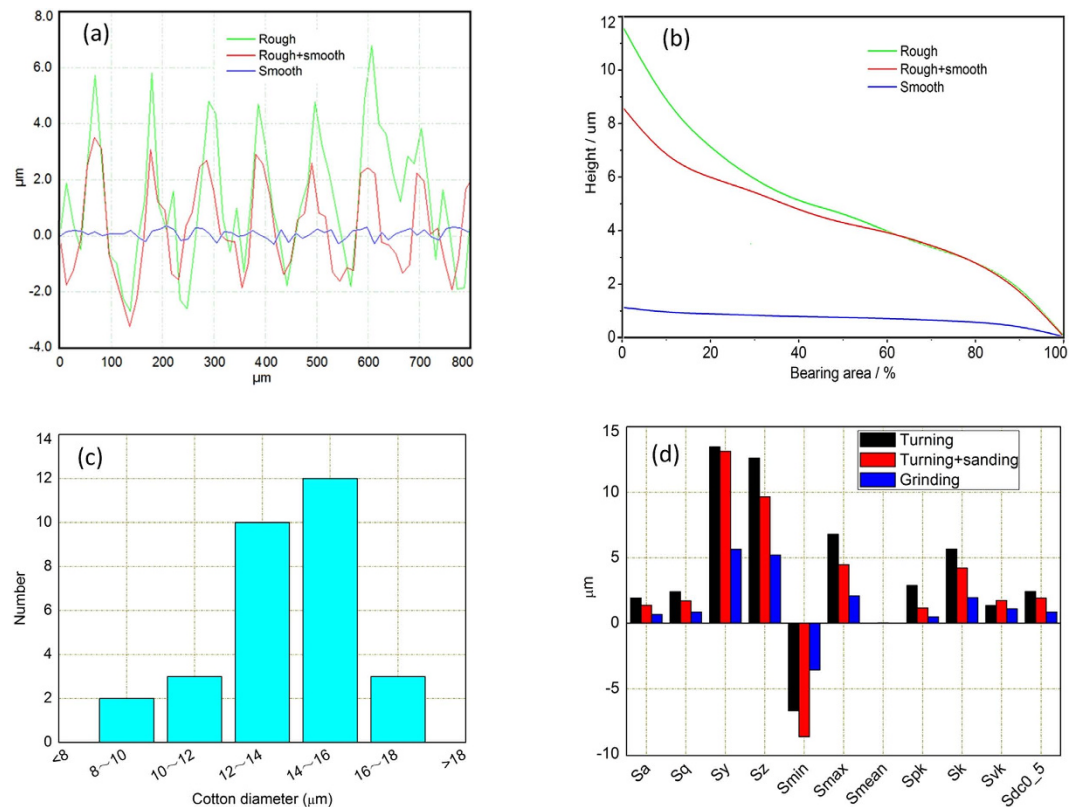 (a)
Rough
Rough+smooth
Smooth
8.0
6.0
4.0
2.0
0.0
-2.0
-4.0
µm
0 100 200 300 400 500 600 700 800
µm
(b)
Rough
Rough+smooth
Smooth
12
10
8
6
4
2
0
Height / um
0 20 40 60 80 100
Bearing area / %
(c)
14
12
10
8
6
4
2
0
Number
<8 8～10 10～12 12～14 14～16 16～18 >18
Cotton diameter (µm)
(d)
Turning
Turning+sanding
Grinding
15
10
5
0
-5
-10
µm
Sa Sq Sy Sz Smin Smax Smean Spk Sk Svk Sdc0_5